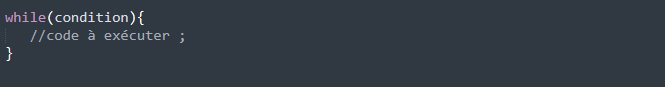 while(condition){
//code à exécuter ;
}